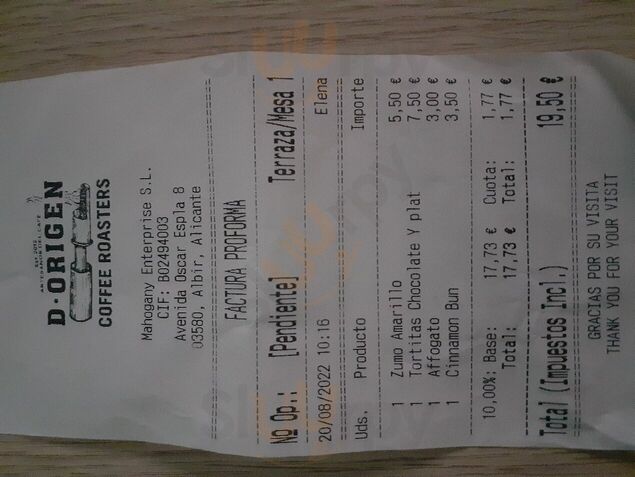 D·ORIGEN
COFFEE ROASTERS
Mahogany Enterprise S.L.
CIF: B02494003
Avenida Oscar Espla 8
03580, Albir, Alicante
FACTURA PROFORMA
No Op.: [Pendiente] Terraza/Mesa 1
20/08/2022 10:16 Elena
Uds. Producto Importe
1 Zumo Amarillo 5,50 €
1 Tortitas Chocolate Y plat 7,50 €
1 Affogato 3,00 €
1 Cinnamon Bun 3,50 €
10,00%: Base: 17,73 € Cuota: 1,77 €
Total: 17,73 € Total: 1,77 €
Total (Impuestos Incl.) 19,50 €
GRACIAS POR SU VISITA
THANK YOU FOR YOUR VISIT